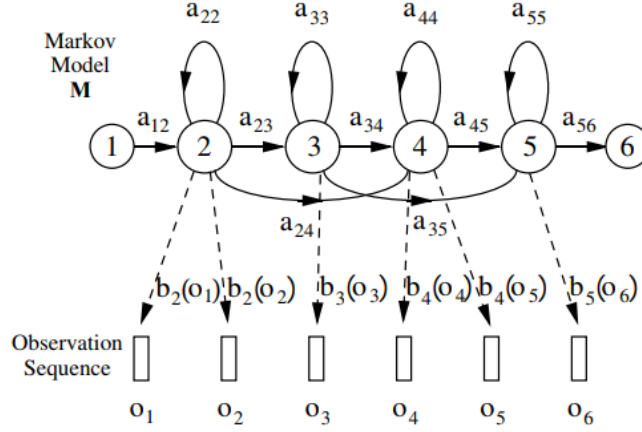 a22 a33 a44 a55
Markov
Model
M
a12 a23 a34 a45 a56
1 2 3 4 5 6
a24 a35
b2(o1) b2(o2) b3(o3) b4(o4) b4(o5) b5(o6)
Observation
Sequence
o1 o2 o3 o4 o5 o6